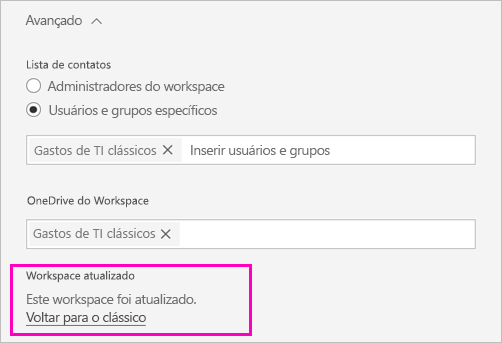 Avançado
Lista de contatos
Administradores do workspace
Usuários e grupos específicos
Gastos de TI clássicos Inserir usuários e grupos
OneDrive do Workspace
Gastos de TI clássicos
Workspace atualizado
Este workspace foi atualizado.
Voltar para o clássico